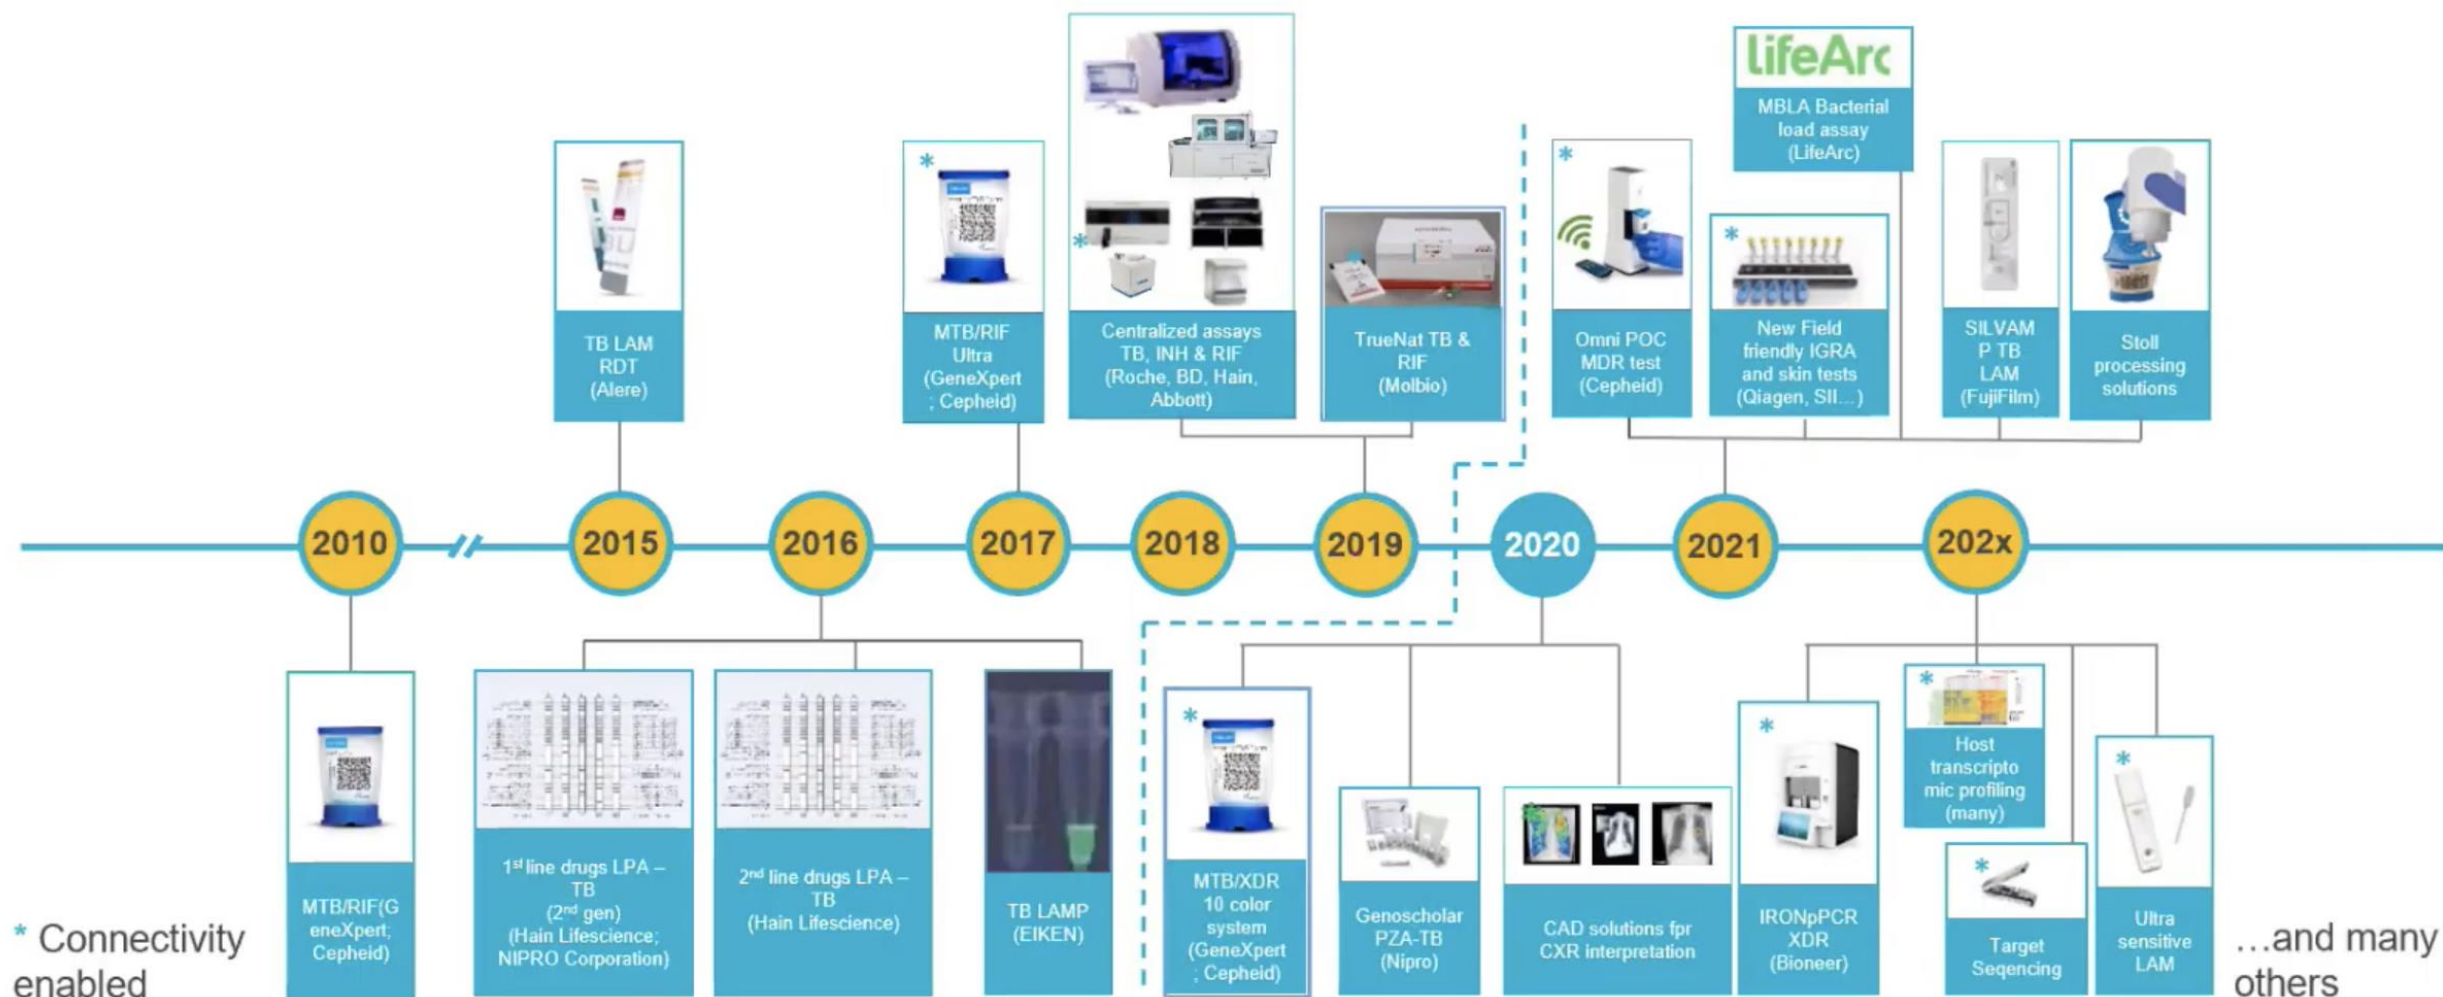 lifeArc
MBLA Bacterial
load assay
(LifeArc)
TB LAM
RDT
(Alere)
*
MTB/RIF
Ultra
(GeneXpert
; Cepheid)
*
Centralized assays
TB, INH & RIF
(Roche, BD, Hain,
Abbott)
TrueNat TB &
RIF
(Molbio)
*
Omni POC
MDR test
(Cepheid)
*
New Field
friendly IGRA
and skin tests
(Qiagen, SII...)
SILVAM
P TB
LAM
(FujiFilm)
Stoll
processing
solutions
2010
2015
2016
2017
2018
2019
2020
2021
202x
MTB/RIF(G
eneXpert;
Cepheid)
1st line drugs LPA –
TB
(2nd gen)
(Hain Lifescience;
NIPRO Corporation)
2nd line drugs LPA –
TB
(Hain Lifescience)
TB LAMP
(EIKEN)
*
MTB/XDR
10 color
system
(GeneXpert
; Cepheid)
Genoscholar
PZA-TB
(Nipro)
CAD solutions fpr
CXR interpretation
*
IRONpPCR
XDR
(Bioneer)
*
Host
transcripto
mic profiling
(many)
*
Target
Seqencing
*
Ultra
sensitive
LAM
* Connectivity
enabled
...and many
others